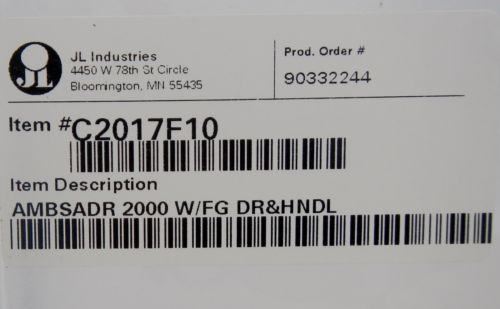 JL
JL Industries
4450 W 78th St Circle
Bloomington, MN 55435
Prod. Order #
90332244
Item #C2017F10
Item Description
AMBSADR 2000 W/FG DR&HNDL